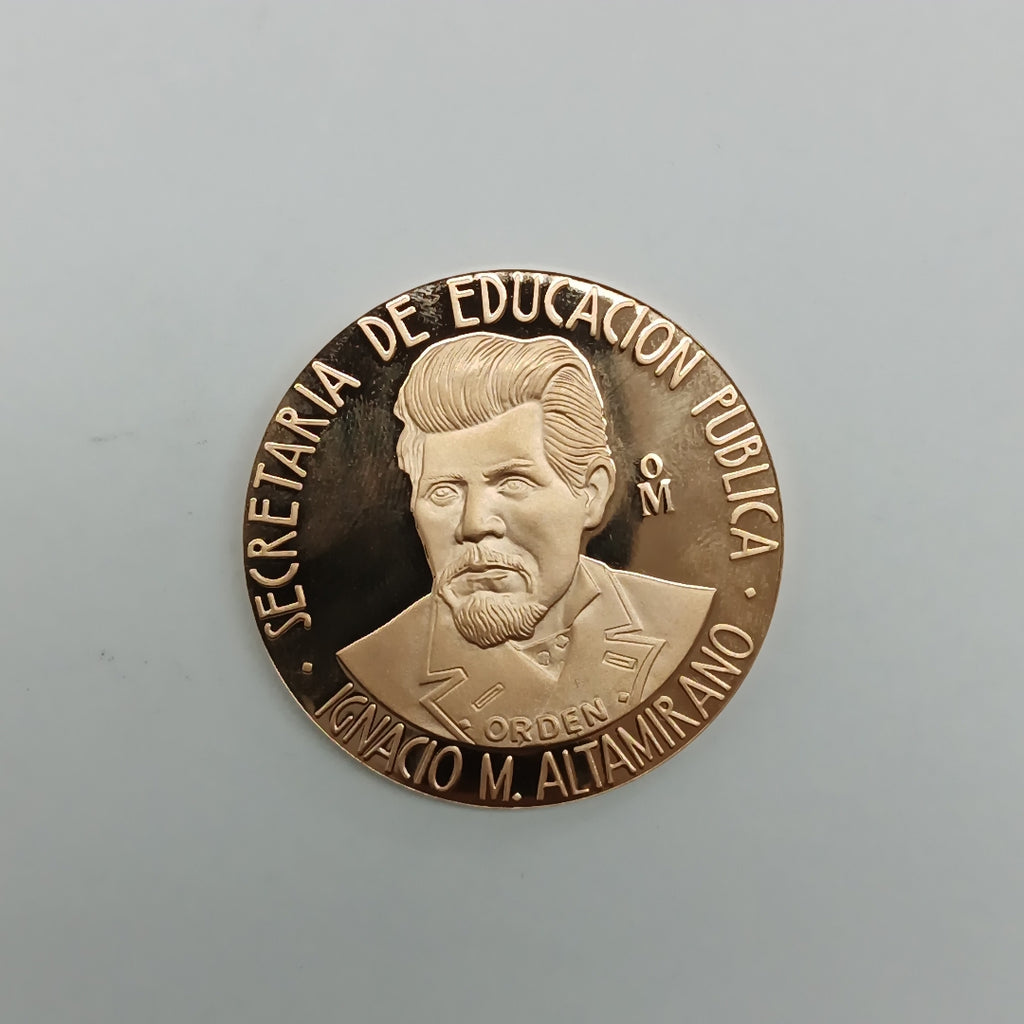 SECRETARIA DE EDUCACION PUBLICA
oM
· ORDEN ·
· IGNACIO M. ALTAMIRANO ·